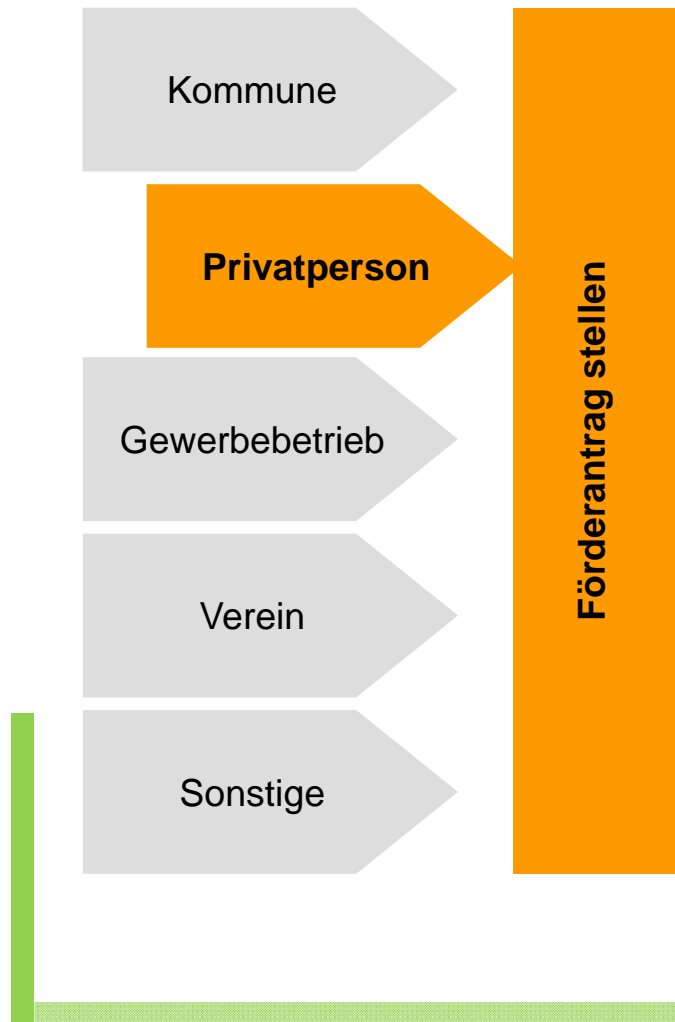 Kommune
Privatperson
Gewerbebetrieb
Verein
Sonstige
Förderantrag stellen